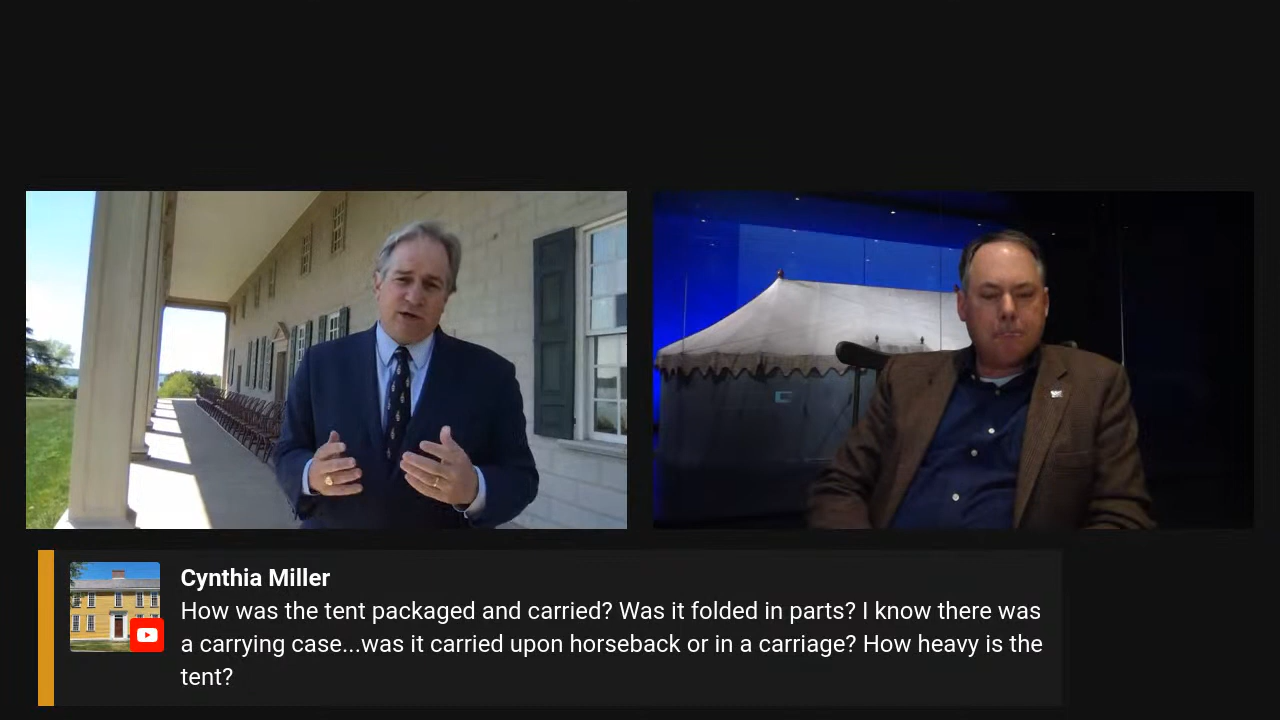 Cynthia Miller
How was the tent packaged and carried? Was it folded in parts? I know there was
a carrying case...was it carried upon horseback or in a carriage? How heavy is the
tent?